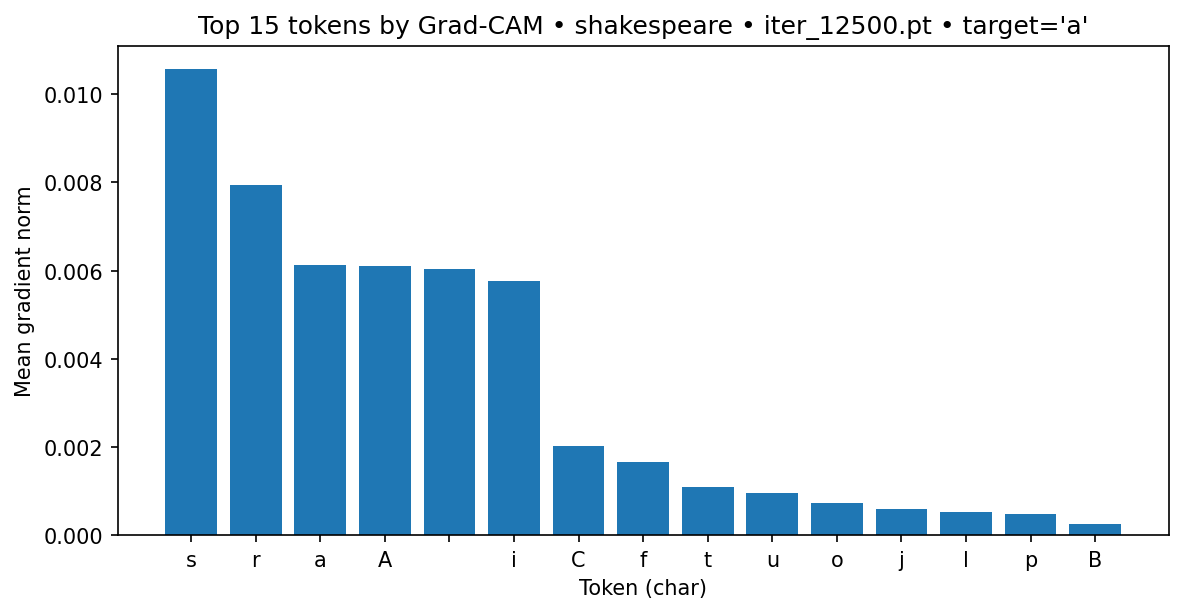 Top 15 tokens by Grad-CAM • shakespeare • iter_12500.pt • target='a'
Mean gradient norm
0.010
0.008
0.006
0.004
0.002
0.000
s r a A i C f t u o j l p B
Token (char)